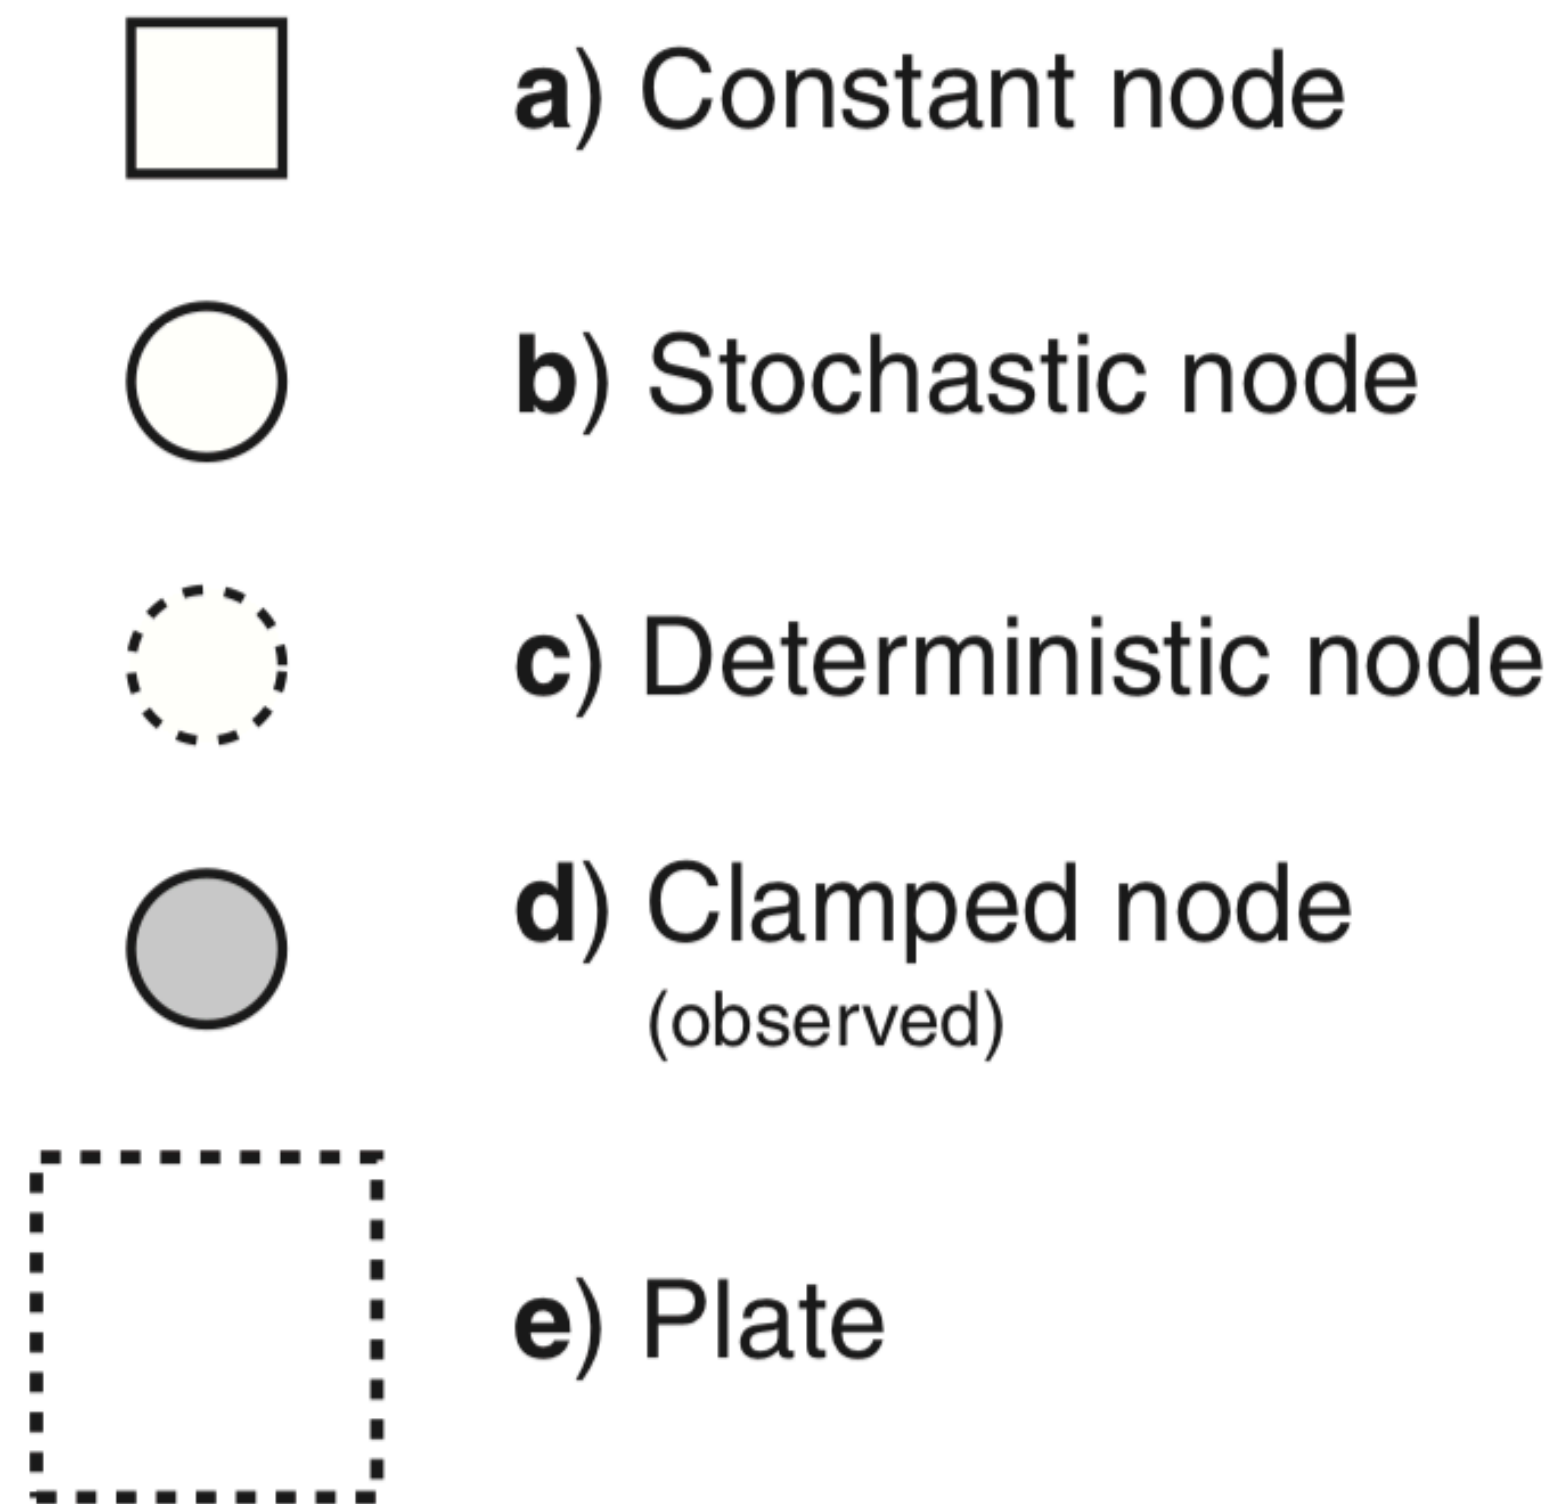 a) Constant node
b) Stochastic node
c) Deterministic node
d) Clamped node
(observed)
e) Plate